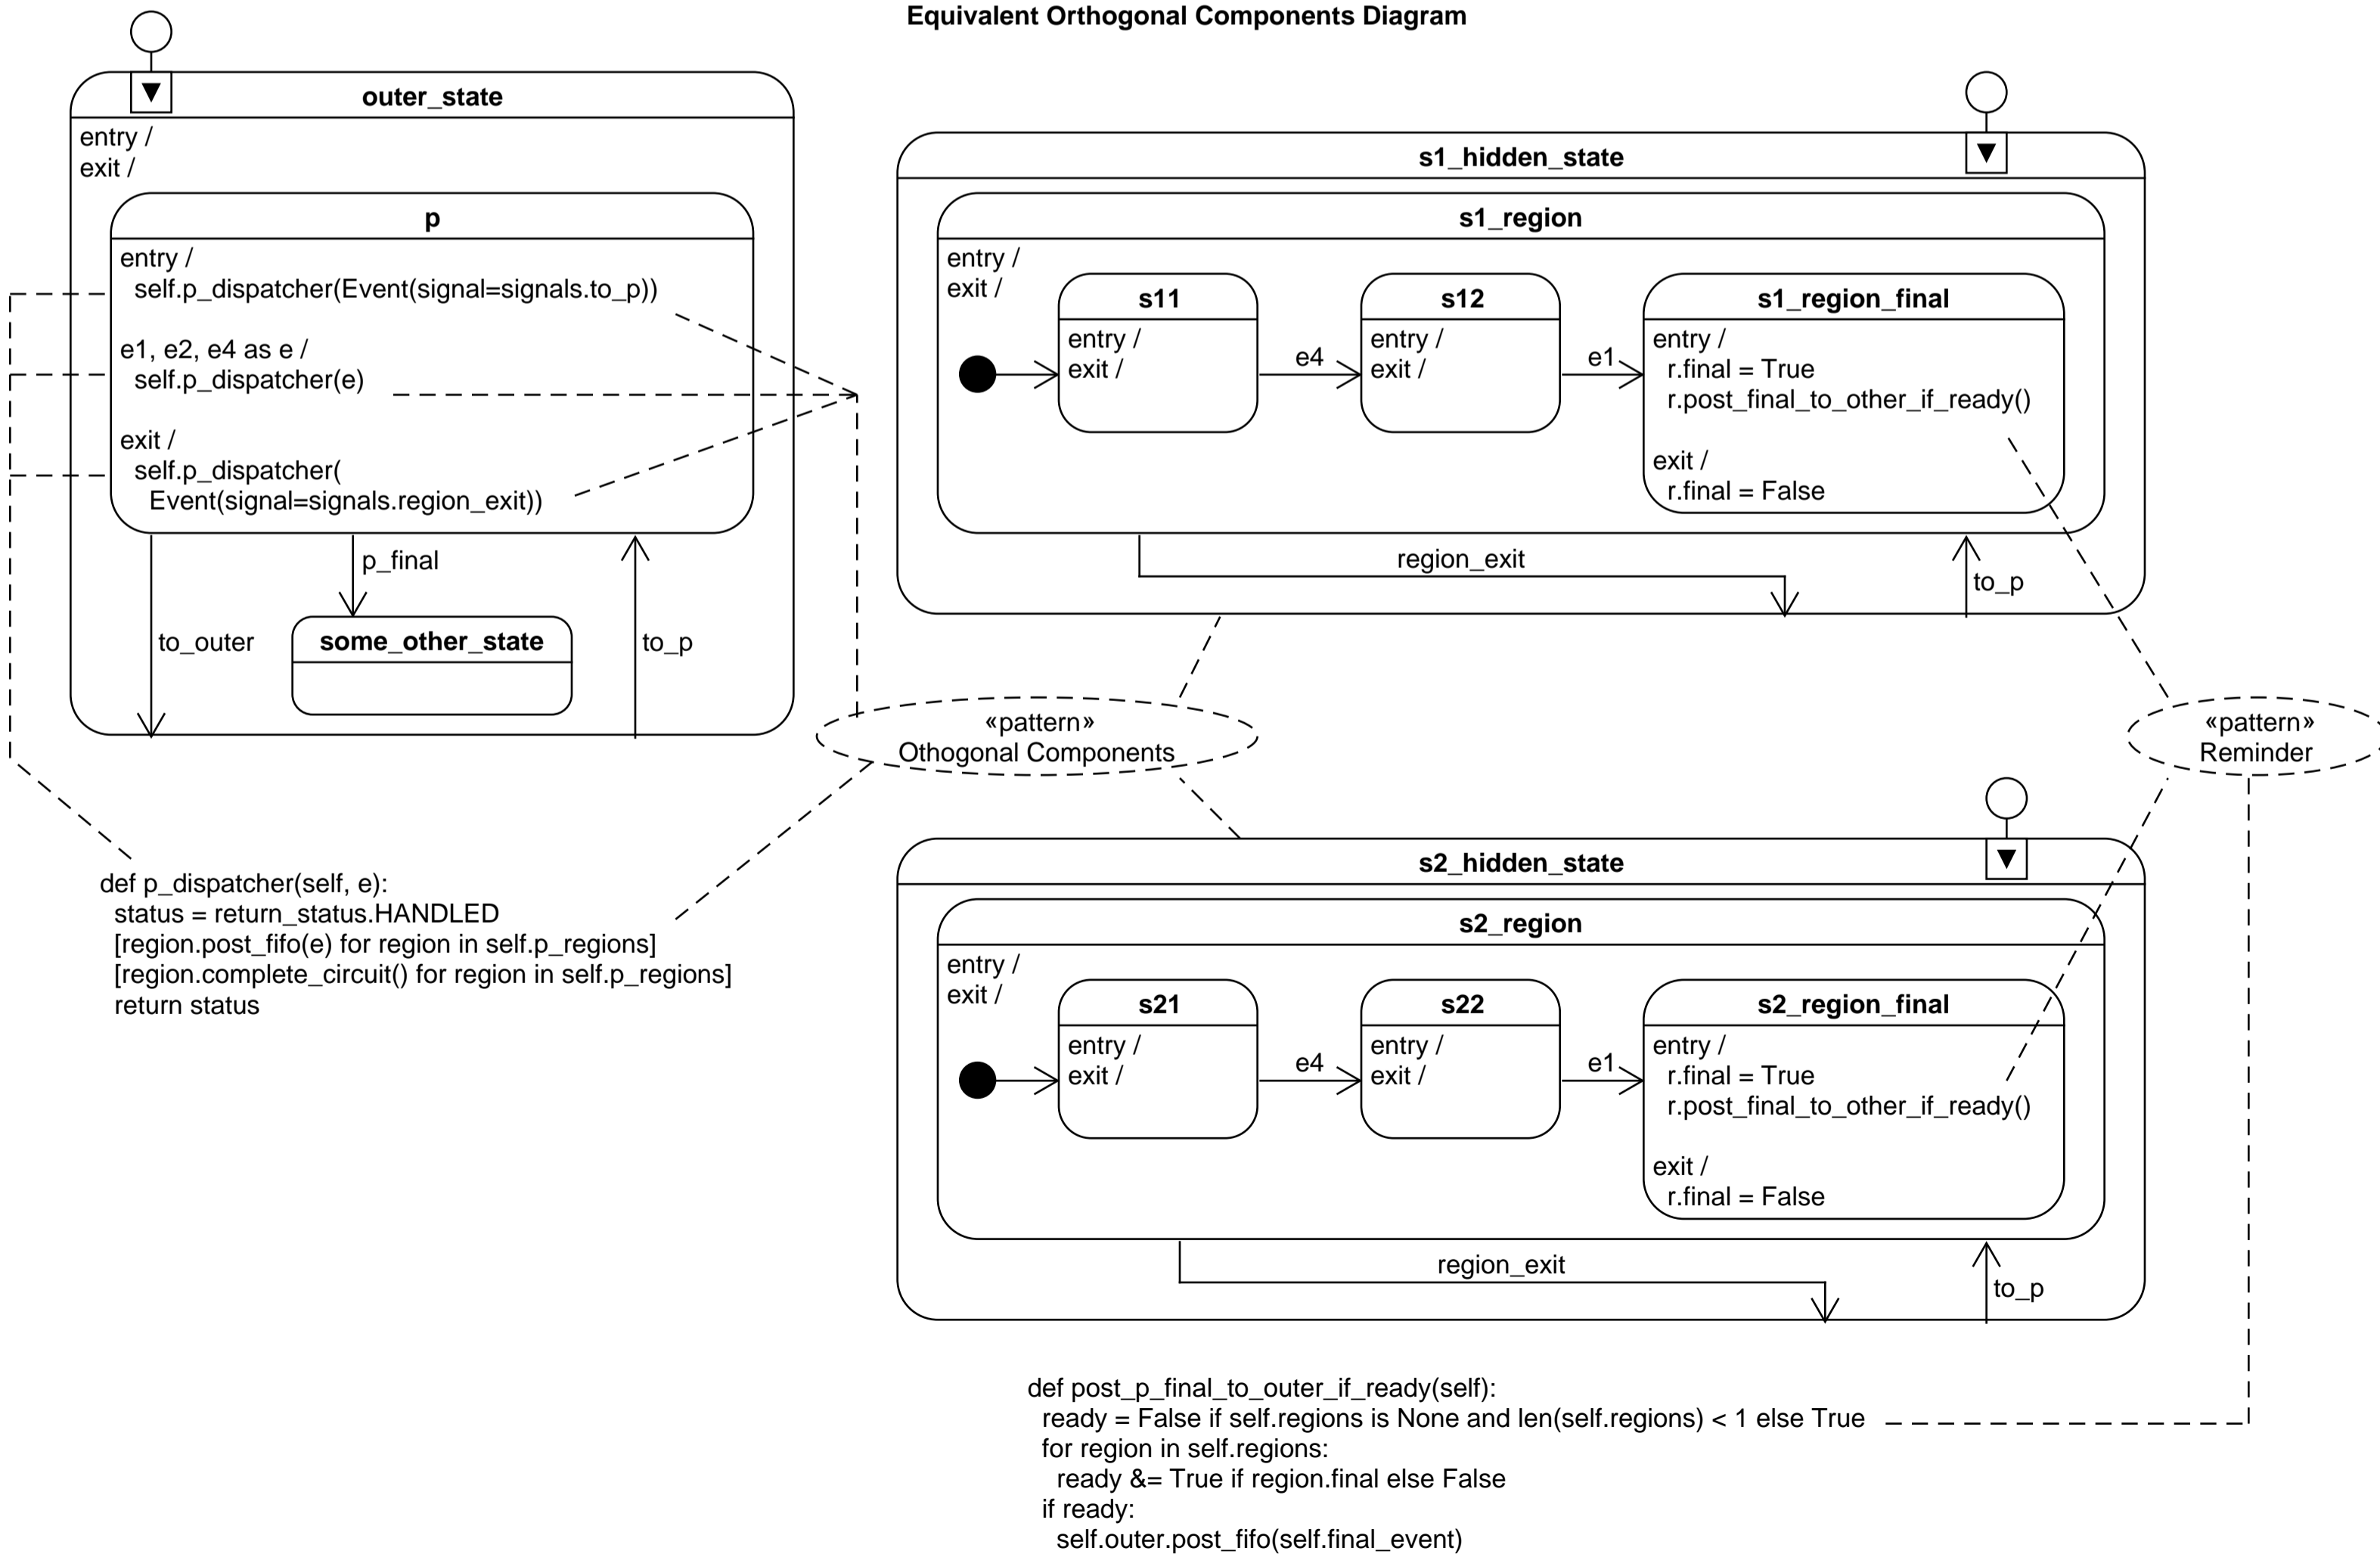 Equivalent Orthogonal Components Diagram
outer_state
entry /
exit /
p
entry /
self.p_dispatcher(Event(signal=signals.to_p))
e1, e2, e4 as e /
self.p_dispatcher(e)
exit /
self.p_dispatcher(
Event(signal=signals.region_exit))
p_final
to_outer
some_other_state
to_p
s1_hidden_state
s1_region
entry /
exit /
s11
entry /
exit /
e4
s12
entry /
exit /
e1
s1_region_final
entry /
r.final = True
r.post_final_to_other_if_ready()
exit /
r.final = False
region_exit
to_p
«pattern»
Othogonal Components
«pattern»
Reminder
def p_dispatcher(self, e):
status = return_status.HANDLED
[region.post_fifo(e) for region in self.p_regions]
[region.complete_circuit() for region in self.p_regions]
return status
s2_hidden_state
s2_region
entry /
exit /
s21
entry /
exit /
e4
s22
entry /
exit /
e1
s2_region_final
entry /
r.final = True
r.post_final_to_other_if_ready()
exit /
r.final = False
region_exit
to_p
def post_p_final_to_outer_if_ready(self):
ready = False if self.regions is None and len(self.regions) < 1 else True
for region in self.regions:
ready &= True if region.final else False
if ready:
self.outer.post_fifo(self.final_event)